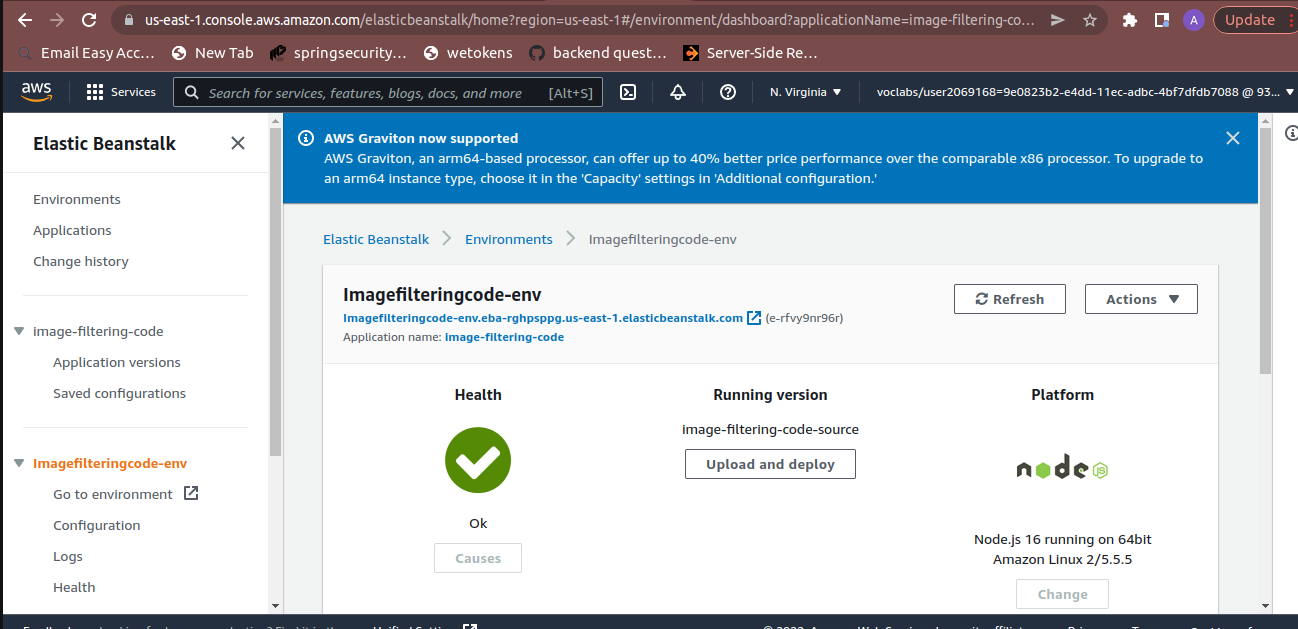 us-east-1.console.aws.amazon.com/elasticbeanstalk/home?region=us-east-1#/environment/dashboard?applicationName=image-filtering-co...
A
Update
Email Easy Acc...
New Tab
springsecurity,...
wetokens
backend quest...
Server-Side Re...
aws
Services
Search for services, features, blogs, docs, and more
[Alt+S]
N. Virginia
voclabs/user2069168=9e0823b2-e4dd-11ec-adbc-4bf7dfdb7088 @ 93...
Elastic Beanstalk
Environments
Applications
Change history
image-filtering-code
Application versions
Saved configurations
Imagefilteringcode-env
Go to environment
Configuration
Logs
Health
AWS Graviton now supported
AWS Graviton, an arm64-based processor, can offer up to 40% better price performance over the comparable x86 processor. To upgrade to
an arm64 instance type, choose it in the 'Capacity' settings in 'Additional configuration.'
Elastic Beanstalk
Environments
Imagefilteringcode-env
Imagefilteringcode-env
Imagefilteringcode-env.eba-rghpsppg.us-east-1.elasticbeanstalk.com (e-rfvy9nr96r)
Application name: image-filtering-code
Refresh
Actions
Health
Ok
Causes
Running version
image-filtering-code-source
Upload and deploy
Platform
node JS
Node.js 16 running on 64bit
Amazon Linux 2/5.5.5
Change